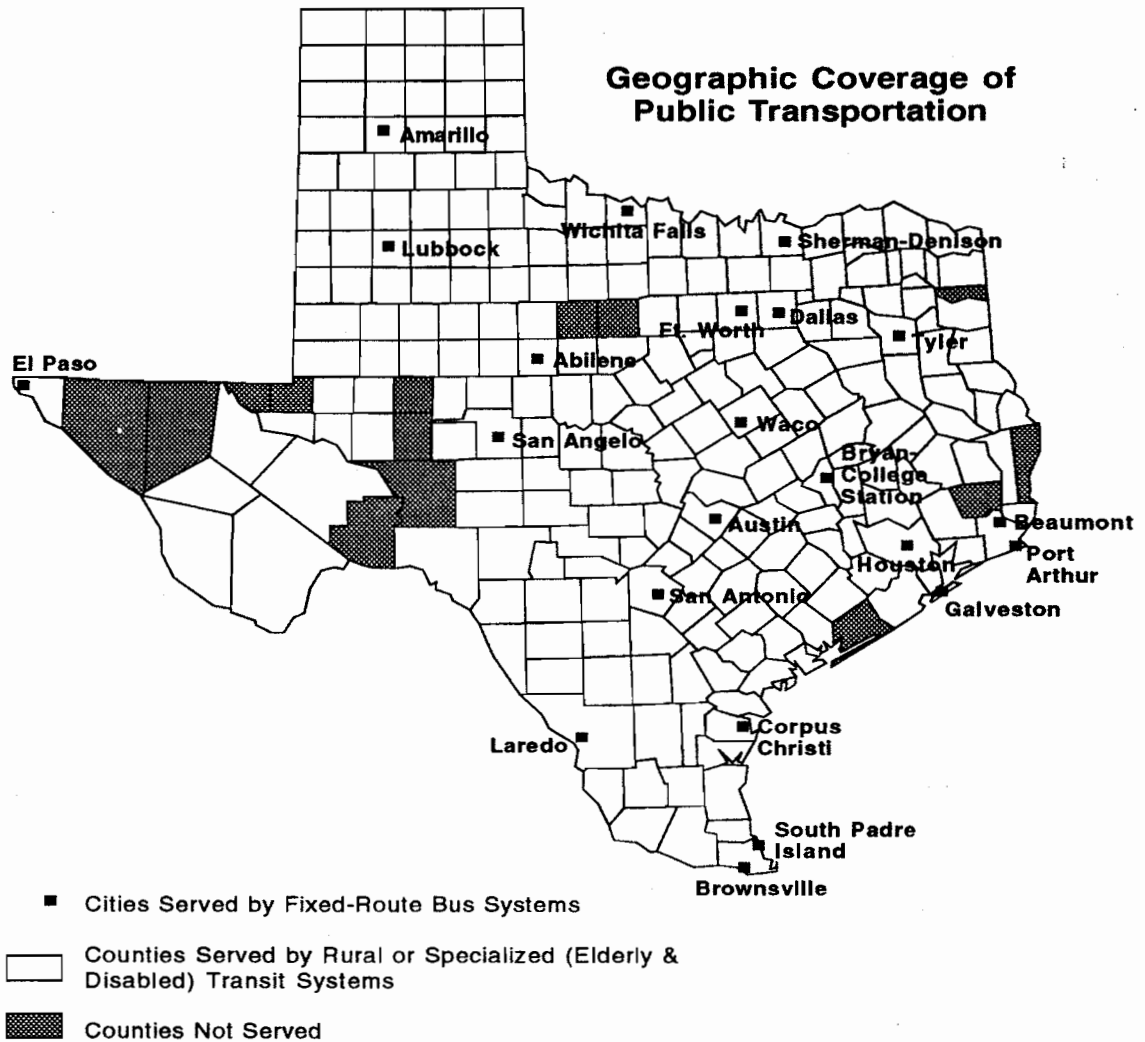 Geographic Coverage of
Public Transportation
Amarillo
Wichita Falls
Sherman-Denison
Lubbock
Ft. Worth
Dallas
Tyler
Abilene
El Paso
Waco
San Angelo
Bryan-
College
Station
Austin
Beaumont
Houston
Port
Arthur
San Antonio
Galveston
Corpus
Christi
Laredo
South Padre
Island
Brownsville
Cities Served by Fixed-Route Bus Systems
Counties Served by Rural or Specialized (Elderly &
Disabled) Transit Systems
Counties Not Served